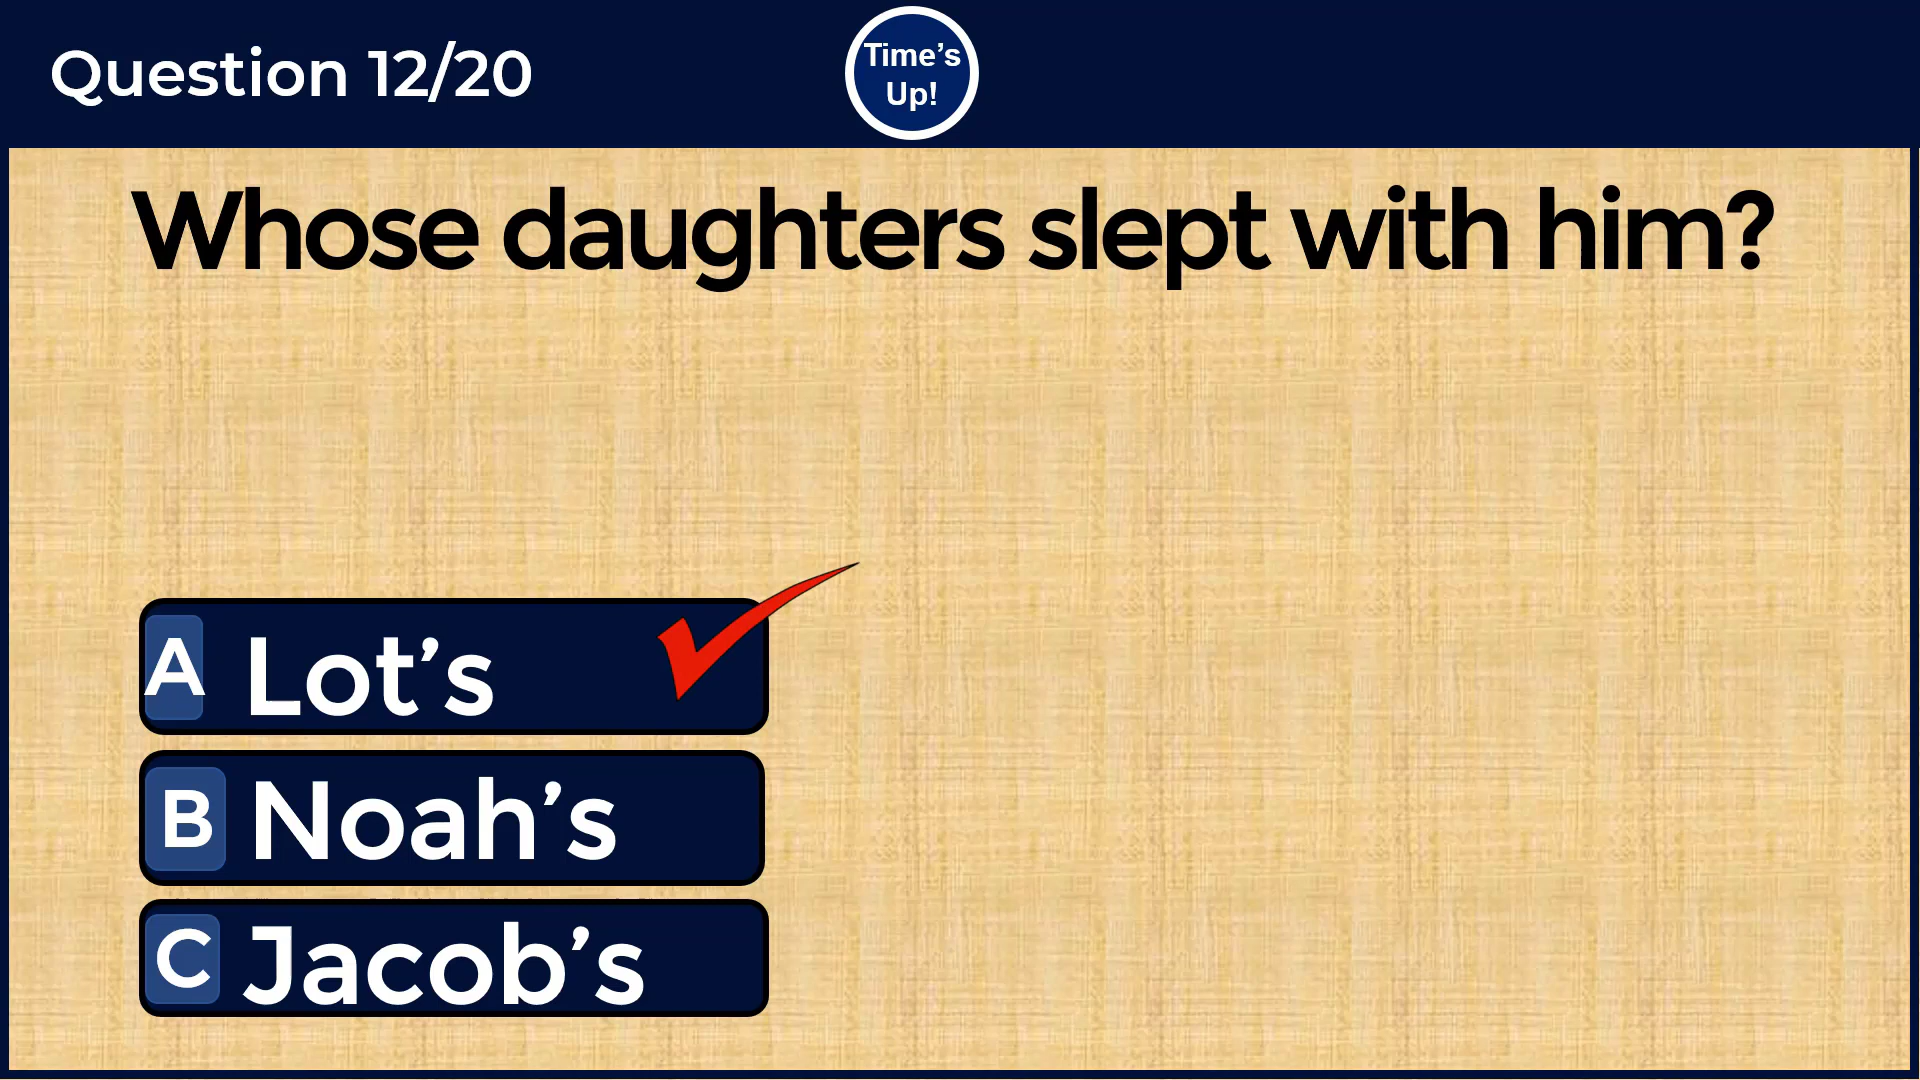 Question 12/20
Time’s
Up!
Whose daughters slept with him?
A Lot’s
B Noah’s
C Jacob’s